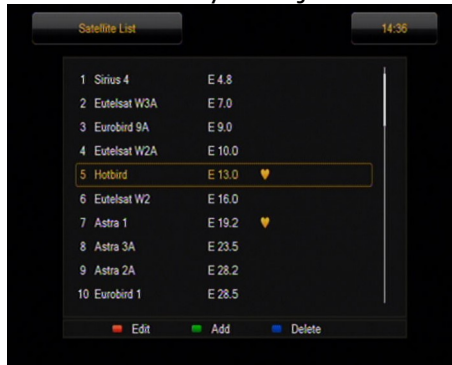 Satellite List 14:36
1 Sirius 4 E 4.8
2 Eutelsat W3A E 7.0
3 Eurobird 9A E 9.0
4 Eutelsat W2A E 10.0
5 Hotbird E 13.0
6 Eutelsat W2 E 16.0
7 Astra 1 E 19.2
8 Astra 3A E 23.5
9 Astra 2A E 28.2
10 Eurobird 1 E 28.5
Edit Add Delete